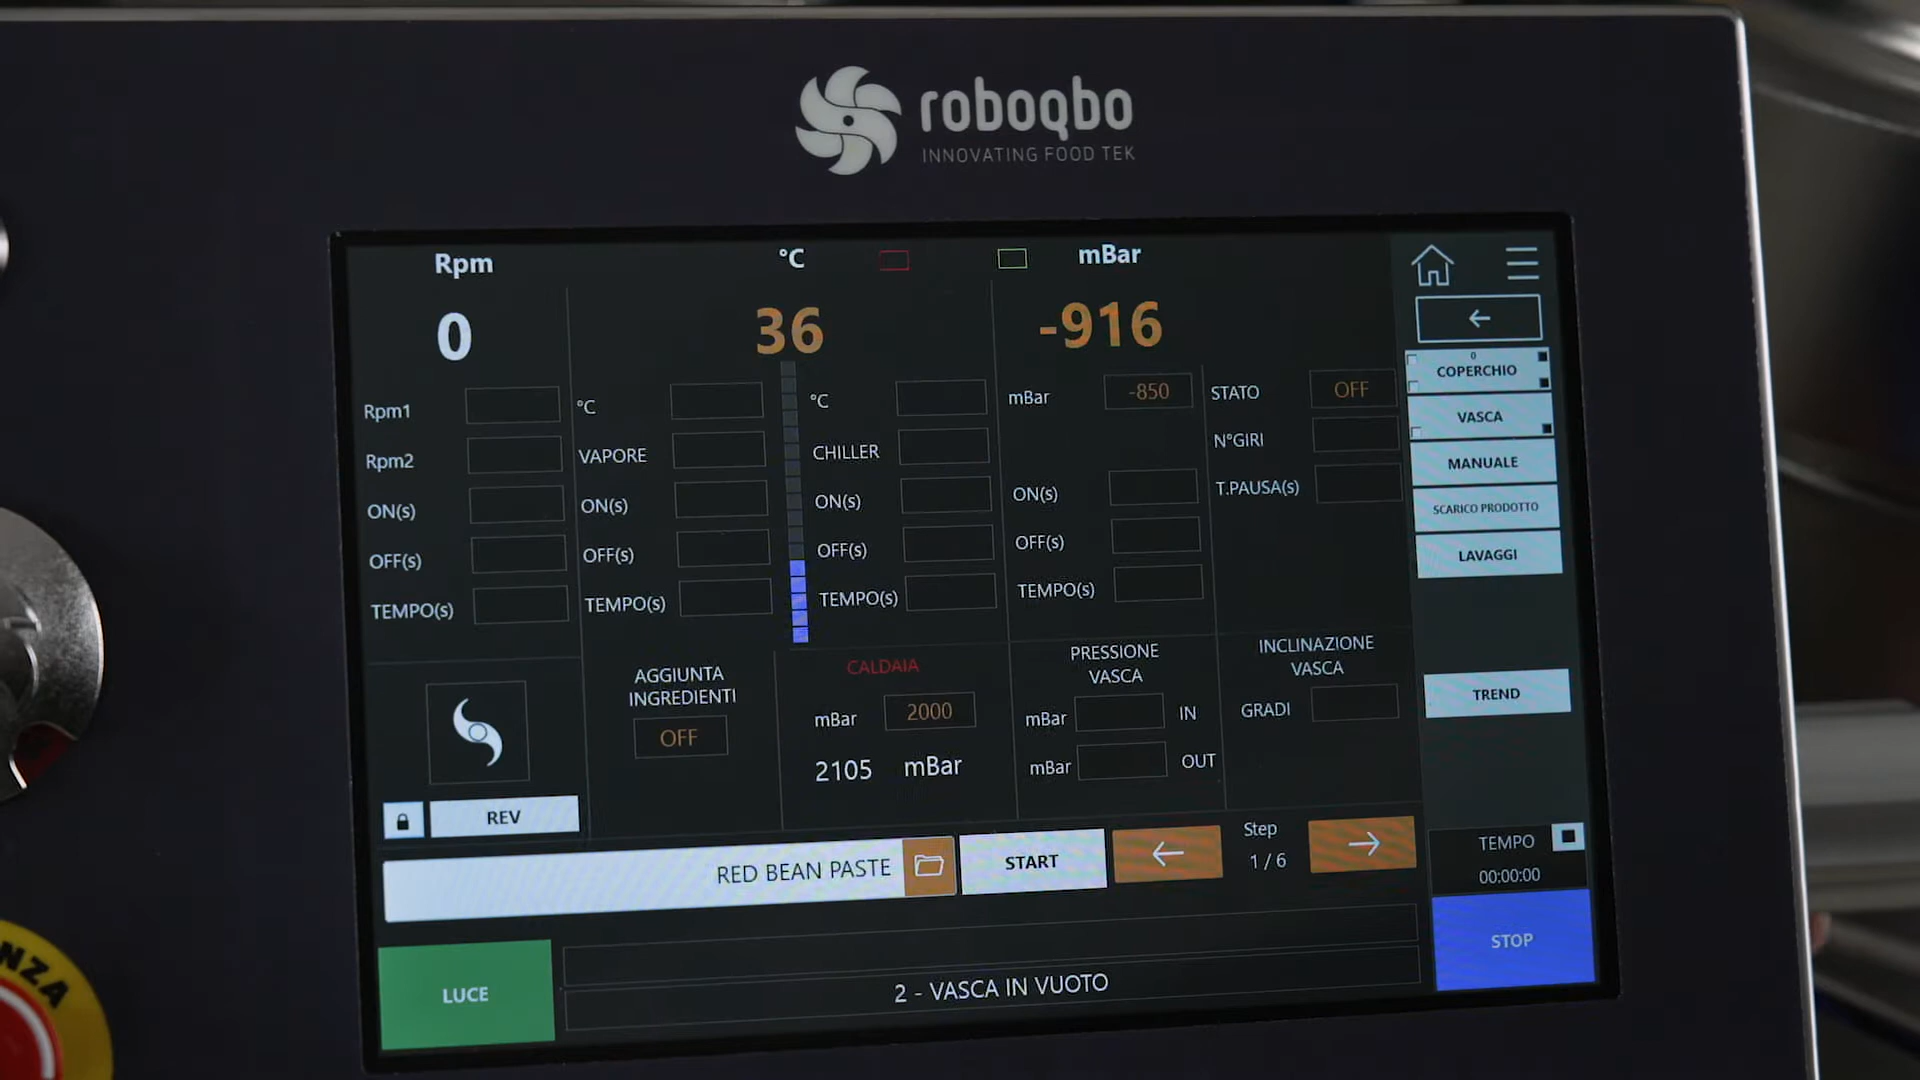 roboqbo
INNOVATING FOOD TEK
Rpm
°C
mBar
0
36
-916
←
0
COPERCHIO
VASCA
MANUALE
SCARICO PRODOTTO
LAVAGGI
Rpm1
Rpm2
ON(s)
OFF(s)
TEMPO(s)
°C
VAPORE
ON(s)
OFF(s)
TEMPO(s)
°C
CHILLER
ON(s)
OFF(s)
TEMPO(s)
mBar -850
ON(s)
OFF(s)
TEMPO(s)
STATO OFF
N°GIRI
T.PAUSA(s)
AGGIUNTA
INGREDIENTI
OFF
CALDAIA
mBar 2000
2105 mBar
PRESSIONE
VASCA
mBar IN
mBar OUT
INCLINAZIONE
VASCA
GRADI
TREND
REV
RED BEAN PASTE
START
←
Step
1 / 6
→
TEMPO
00:00:00
LUCE
2 - VASCA IN VUOTO
STOP
NZA